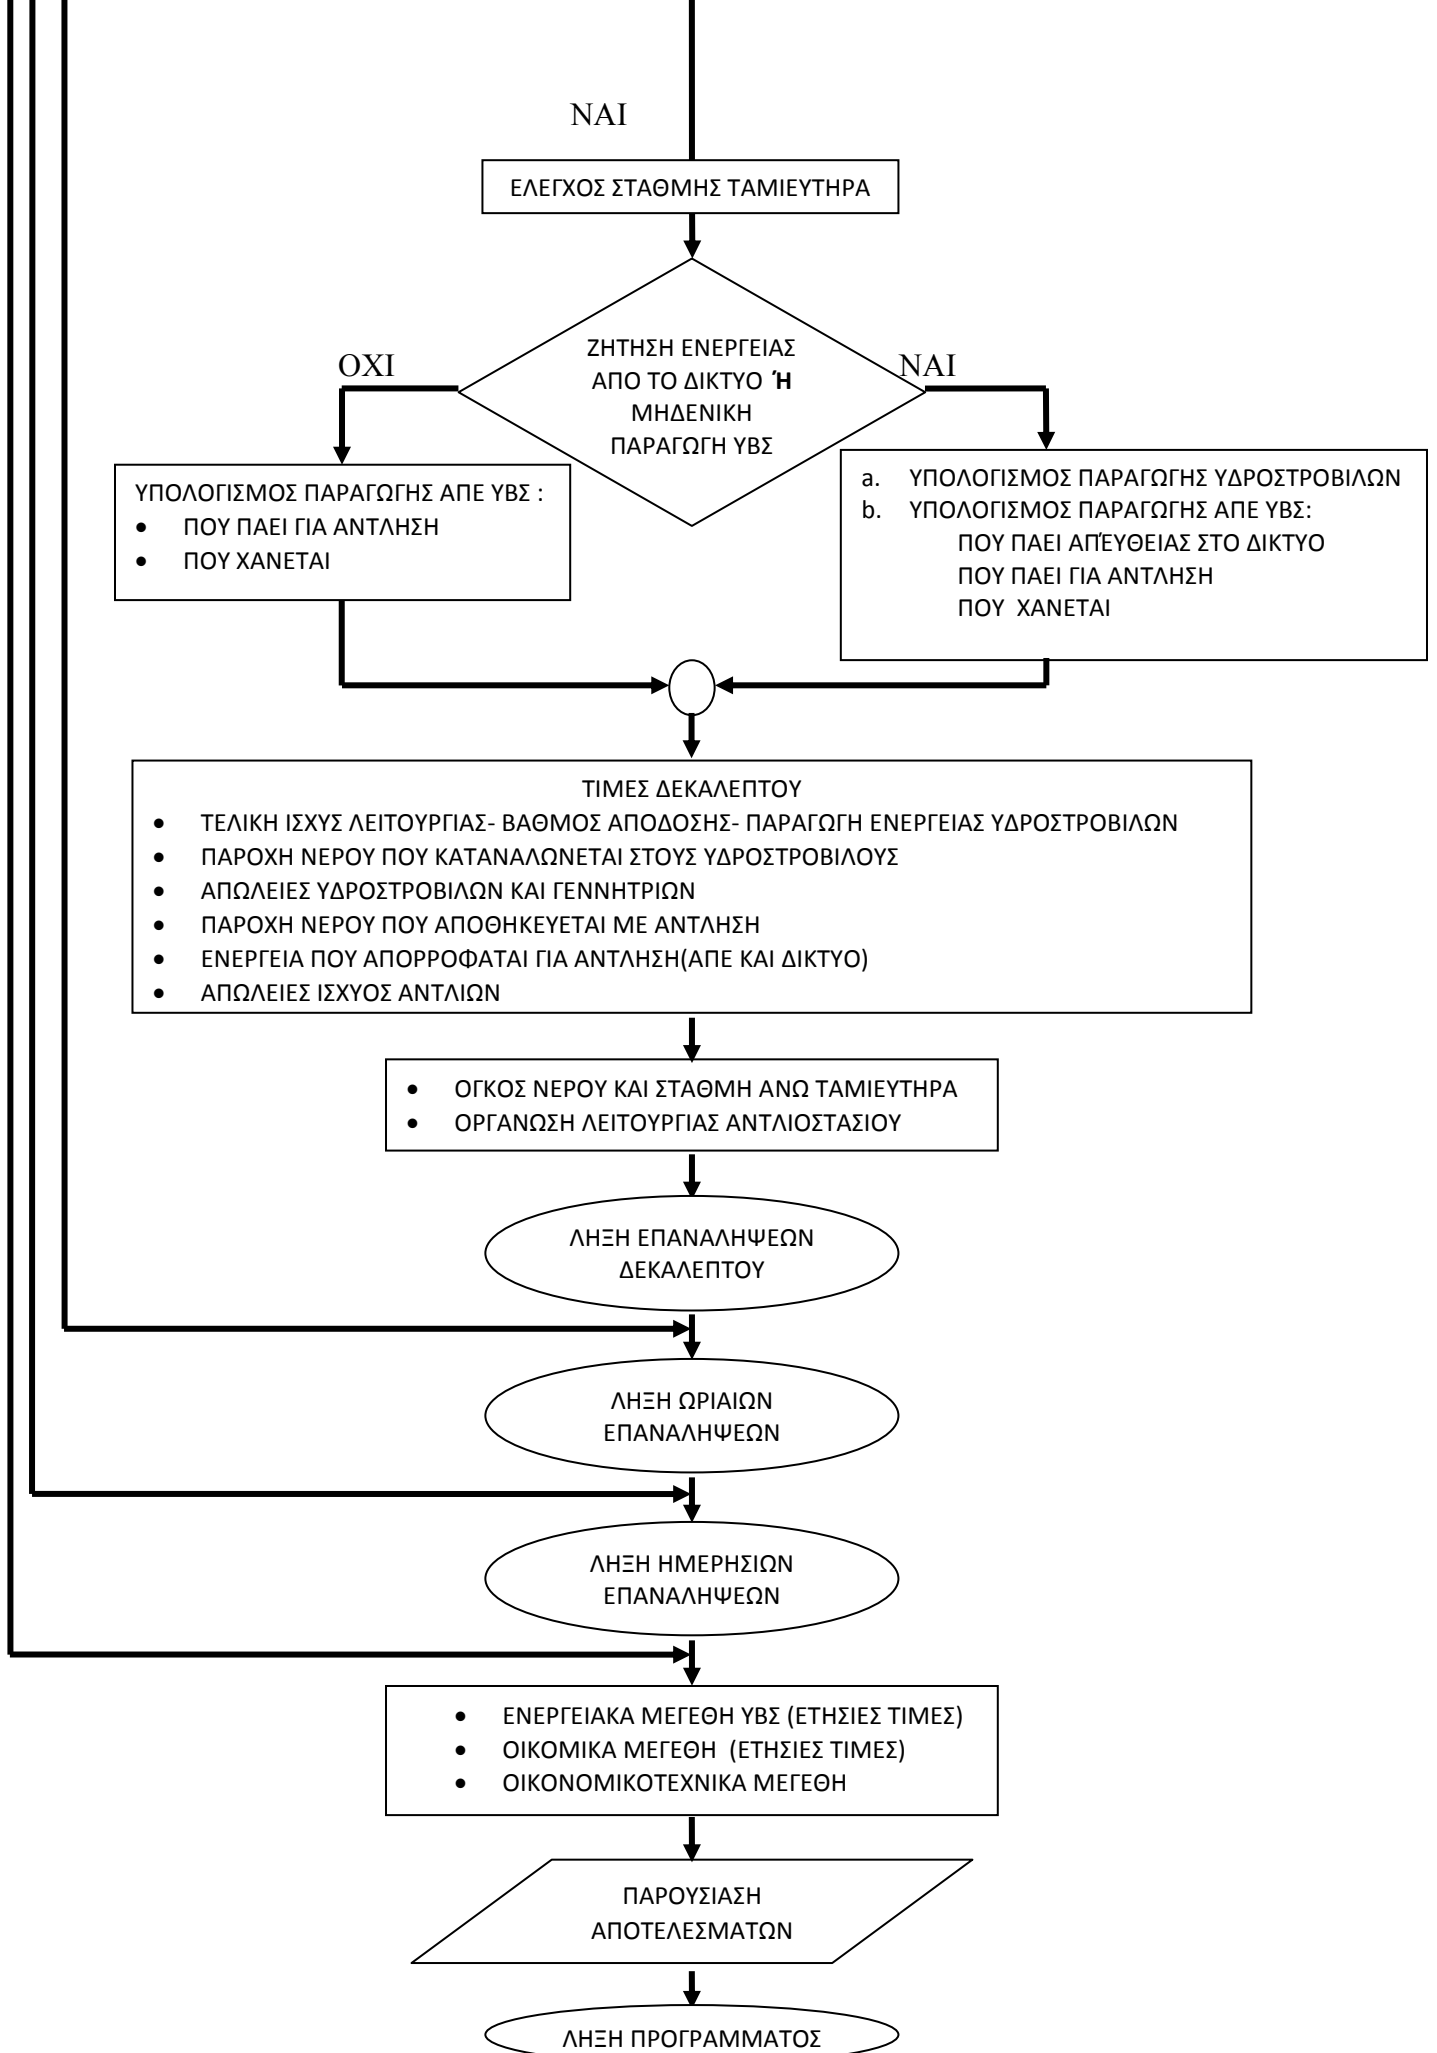 ΝΑΙ
ΕΛΕΓΧΟΣ ΣΤΑΘΜΗΣ ΤΑΜΙΕΥΤΗΡΑ
ΖΗΤΗΣΗ ΕΝΕΡΓΕΙΑΣ
ΑΠΟ ΤΟ ΔΙΚΤΥΟ Ή
ΜΗΔΕΝΙΚΗ
ΠΑΡΑΓΩΓΗ ΥΒΣ
ΟΧΙ
ΝΑΙ
ΥΠΟΛΟΓΙΣΜΟΣ ΠΑΡΑΓΩΓΗΣ ΑΠΕ ΥΒΣ :
• ΠΟΥ ΠΑΕΙ ΓΙΑ ΑΝΤΛΗΣΗ
• ΠΟΥ ΧΑΝΕΤΑΙ
a. ΥΠΟΛΟΓΙΣΜΟΣ ΠΑΡΑΓΩΓΗΣ ΥΔΡΟΣΤΡΟΒΙΛΩΝ
b. ΥΠΟΛΟΓΙΣΜΟΣ ΠΑΡΑΓΩΓΗΣ ΑΠΕ ΥΒΣ:
ΠΟΥ ΠΑΕΙ ΑΠΈΥΘΕΙΑΣ ΣΤΟ ΔΙΚΤΥΟ
ΠΟΥ ΠΑΕΙ ΓΙΑ ΑΝΤΛΗΣΗ
ΠΟΥ ΧΑΝΕΤΑΙ
ΤΙΜΕΣ ΔΕΚΑΛΕΠΤΟΥ
• ΤΕΛΙΚΗ ΙΣΧΥΣ ΛΕΙΤΟΥΡΓΙΑΣ- ΒΑΘΜΟΣ ΑΠΟΔΟΣΗΣ- ΠΑΡΑΓΩΓΗ ΕΝΕΡΓΕΙΑΣ ΥΔΡΟΣΤΡΟΒΙΛΩΝ
• ΠΑΡΟΧΗ ΝΕΡΟΥ ΠΟΥ ΚΑΤΑΝΑΛΩΝΕΤΑΙ ΣΤΟΥΣ ΥΔΡΟΣΤΡΟΒΙΛΟΥΣ
• ΑΠΩΛΕΙΕΣ ΥΔΡΟΣΤΡΟΒΙΛΩΝ ΚΑΙ ΓΕΝΝΗΤΡΙΩΝ
• ΠΑΡΟΧΗ ΝΕΡΟΥ ΠΟΥ ΑΠΟΘΗΚΕΥΕΤΑΙ ΜΕ ΑΝΤΛΗΣΗ
• ΕΝΕΡΓΕΙΑ ΠΟΥ ΑΠΟΡΡΟΦΑΤΑΙ ΓΙΑ ΑΝΤΛΗΣΗ(ΑΠΕ ΚΑΙ ΔΙΚΤΥΟ)
• ΑΠΩΛΕΙΕΣ ΙΣΧΥΟΣ ΑΝΤΛΙΩΝ
• ΟΓΚΟΣ ΝΕΡΟΥ ΚΑΙ ΣΤΑΘΜΗ ΑΝΩ ΤΑΜΙΕΥΤΗΡΑ
• ΟΡΓΑΝΩΣΗ ΛΕΙΤΟΥΡΓΙΑΣ ΑΝΤΛΙΟΣΤΑΣΙΟΥ
ΛΗΞΗ ΕΠΑΝΑΛΗΨΕΩΝ
ΔΕΚΑΛΕΠΤΟΥ
ΛΗΞΗ ΩΡΙΑΙΩΝ
ΕΠΑΝΑΛΗΨΕΩΝ
ΛΗΞΗ ΗΜΕΡΗΣΙΩΝ
ΕΠΑΝΑΛΗΨΕΩΝ
• ΕΝΕΡΓΕΙΑΚΑ ΜΕΓΕΘΗ ΥΒΣ (ΕΤΗΣΙΕΣ ΤΙΜΕΣ)
• ΟΙΚΟΜΙΚΑ ΜΕΓΕΘΗ (ΕΤΗΣΙΕΣ ΤΙΜΕΣ)
• ΟΙΚΟΝΟΜΙΚΟΤΕΧΝΙΚΑ ΜΕΓΕΘΗ
ΠΑΡΟΥΣΙΑΣΗ
ΑΠΟΤΕΛΕΣΜΑΤΩΝ
ΛΗΞΗ ΠΡΟΓΡΑΜΜΑΤΟΣ